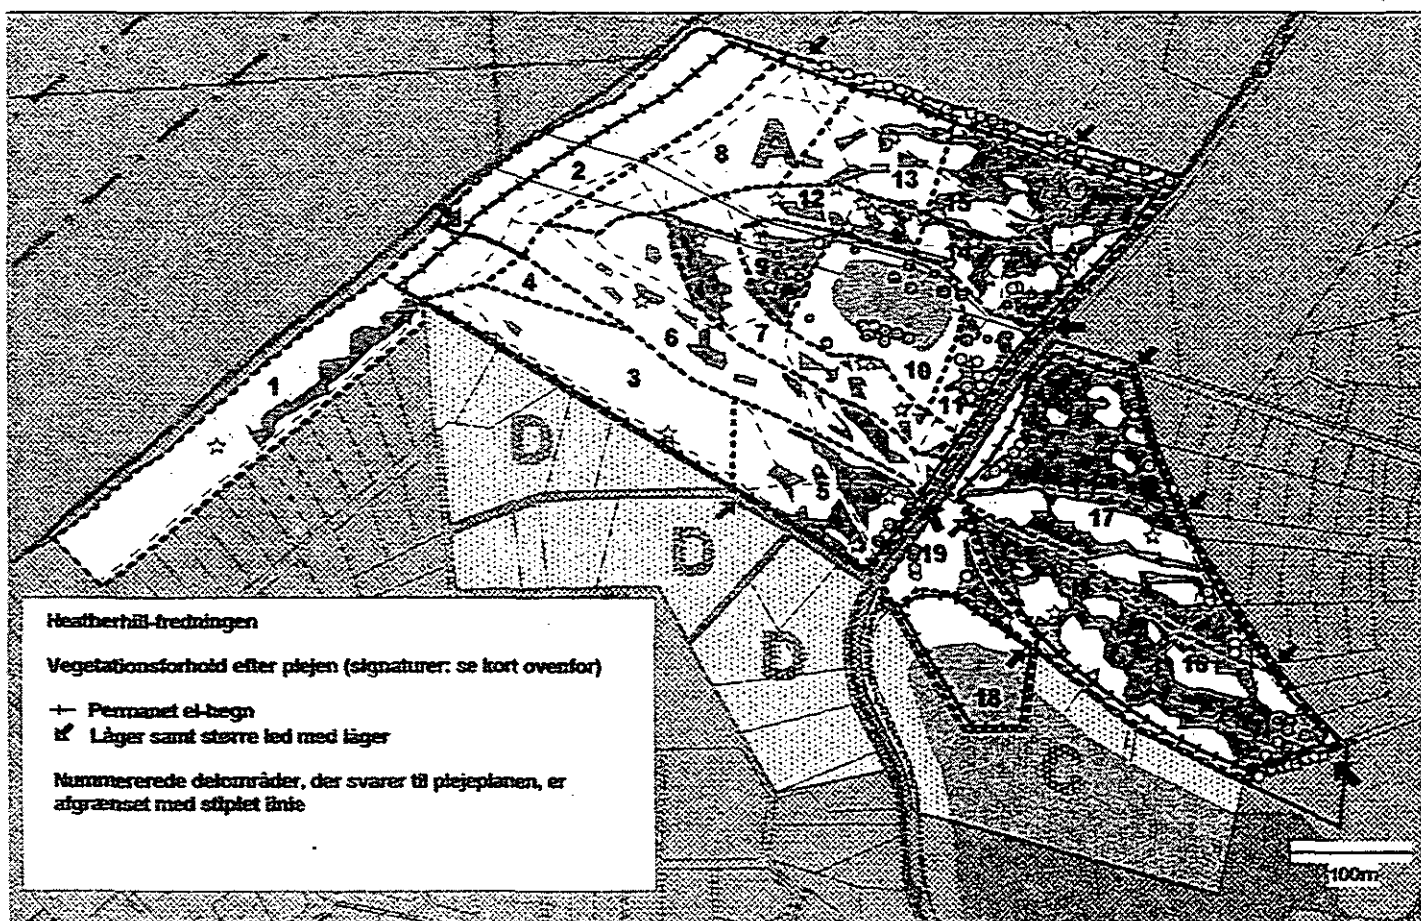 Heatherhill-fredningen
Vegetationsforhold efter plejen (signaturer: se kort ovenfor)
Permanet el-hegn
Låger samt større led med låger
Nummererede delområder, der svarer til plejeplanen, er
afgrænset med stiplet linie
A
8
2
13
12
15
9
4
7
6
3
10
1
11
D
5
17
D
19
D
16
18
C
100m